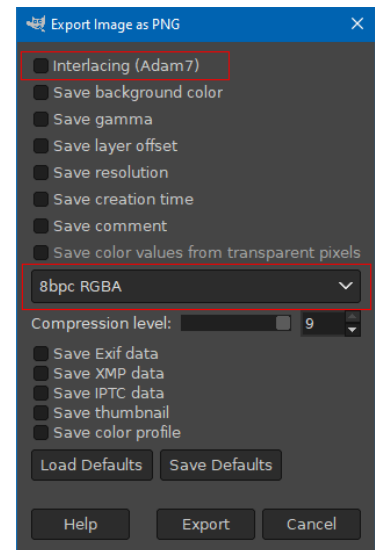 Export Image as PNG
Interlacing (Adam7)
Save background color
Save gamma
Save layer offset
Save resolution
Save creation time
Save comment
Save color values from transparent pixels
8bpc RGBA
Compression level: 9
Save Exif data
Save XMP data
Save IPTC data
Save thumbnail
Save color profile
Load Defaults Save Defaults
Help Export Cancel